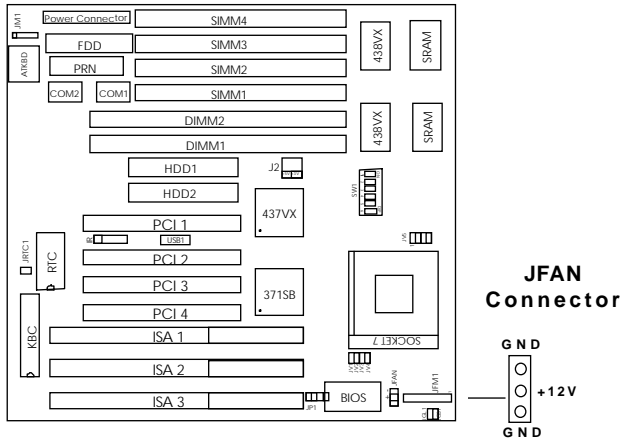 JM1
Power Connector
SIMM4
FDD
SIMM3
ATKBD
PRN
SIMM2
COM2
COM1
SIMM1
438VX
SRAM
DIMM2
438VX
SRAM
DIMM1
HDD1
J2
HDD2
SW1
437VX
PCI 1
USB1
JRTC1
RTC
PCI 2
PCI 3
371SB
PCI 4
SOCKET 7
KBC
ISA 1
ISA 2
ISA 3
JP1
BIOS
JFAN
JFM1
JFAN
Connector
GND
+12V
GND